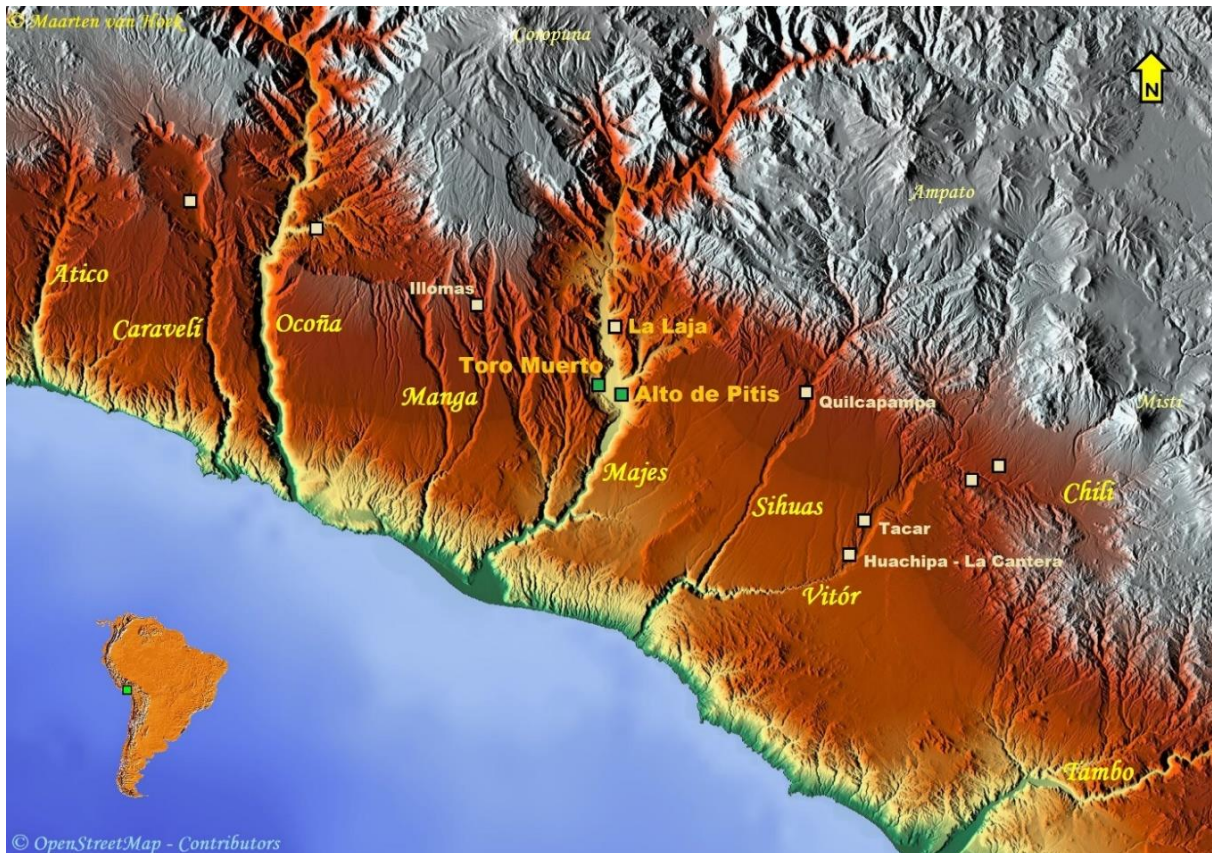 © Maarten van Hoek
Coropuna
N
Ampato
Atico
Illomas
Caravelí
Ocoña
La Laja
Toro Muerto
Manga
Alto de Pitis
Quilcapampa
Misti
Majes
Sihuas
Chili
Tacar
Huachipa - La Cantera
Vitór
Tambo
© OpenStreetMap - Contributors